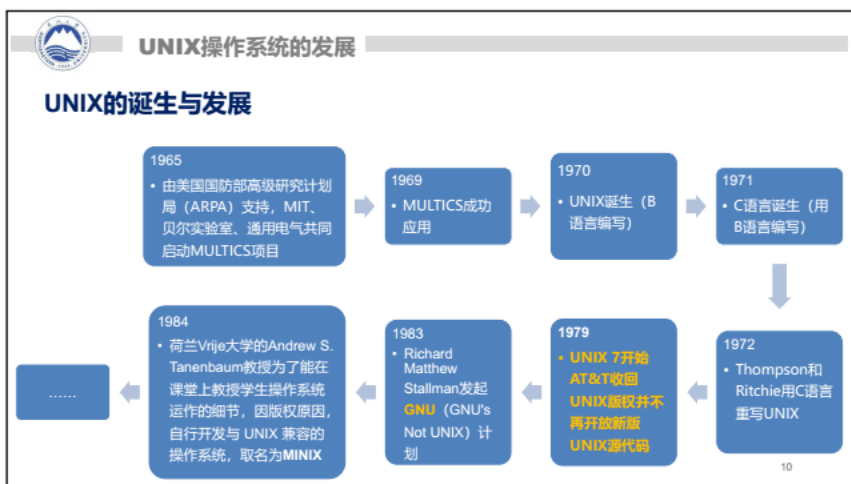 UNIX操作系统的发展
UNIX的诞生与发展
1965
• 由美国国防部高级研究计划
局（ARPA）支持，MIT、
贝尔实验室、通用电气共同
启动MULTICS项目
1969
• MULTICS成功
应用
1970
• UNIX诞生（B
语言编写）
1971
• C语言诞生（用
B语言编写）
1972
• Thompson和
Ritchie用C语言
重写UNIX
1979
• UNIX 7开始
AT&T收回
UNIX版权并不
再开放新版
UNIX源代码
1983
• Richard
Matthew
Stallman发起
GNU（GNU's
Not UNIX）计
划
1984
• 荷兰Vrije大学的Andrew S.
Tanenbaum教授为了能在
课堂上教授学生操作系统
运作的细节，因版权原因，
自行开发与 UNIX 兼容的
操作系统，取名为MINIX
……
10